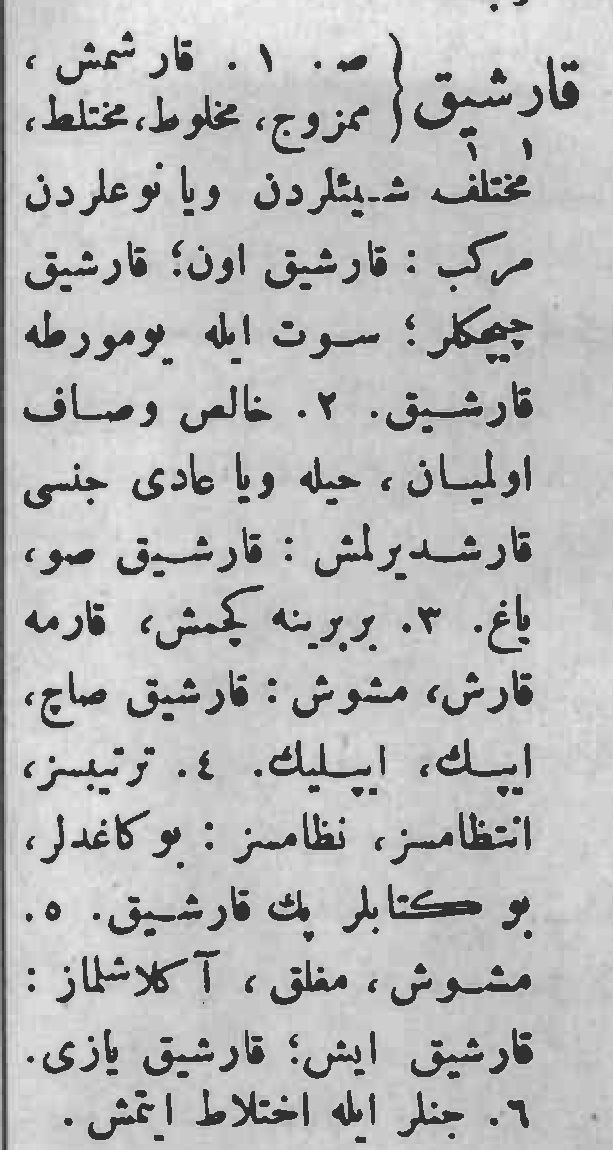 قارشیق { ص. ١. قارشمش،
ممزوج، مخلوط، مختلط،
مختلف شیئلردن ویا نوعلردن
مرکب : قارشیق اون؛ قارشیق
چیچکلر؛ سوت ایله یومورطه
قارشیق. ٢. خالص وصاف
اولمیان، حیله ویا عادی جنسی
قارشدیرلمش : قارشیق صو،
یاغ. ٣. بربرینه کچمش، قارمه
قارش، مشوش : قارشیق صاچ،
ایپك، ایپلیك. ٤. ترتیبسز،
انتظامسز، نظامسز : بو کاغدلر،
بو کتابلر پك قارشیق. ٥.
مشوش، مغلق، آکلاشلماز :
قارشیق ایش؛ قارشیق یازی.
٦. جنلر ایله اختلاط ایتمش.